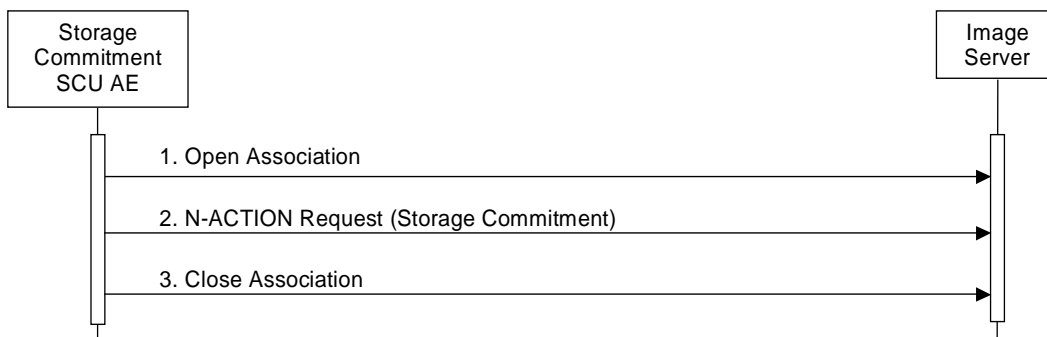 Storage
Commitment
SCU AE
Image
Server
1. Open Association
2. N-ACTION Request (Storage Commitment)
3. Close Association